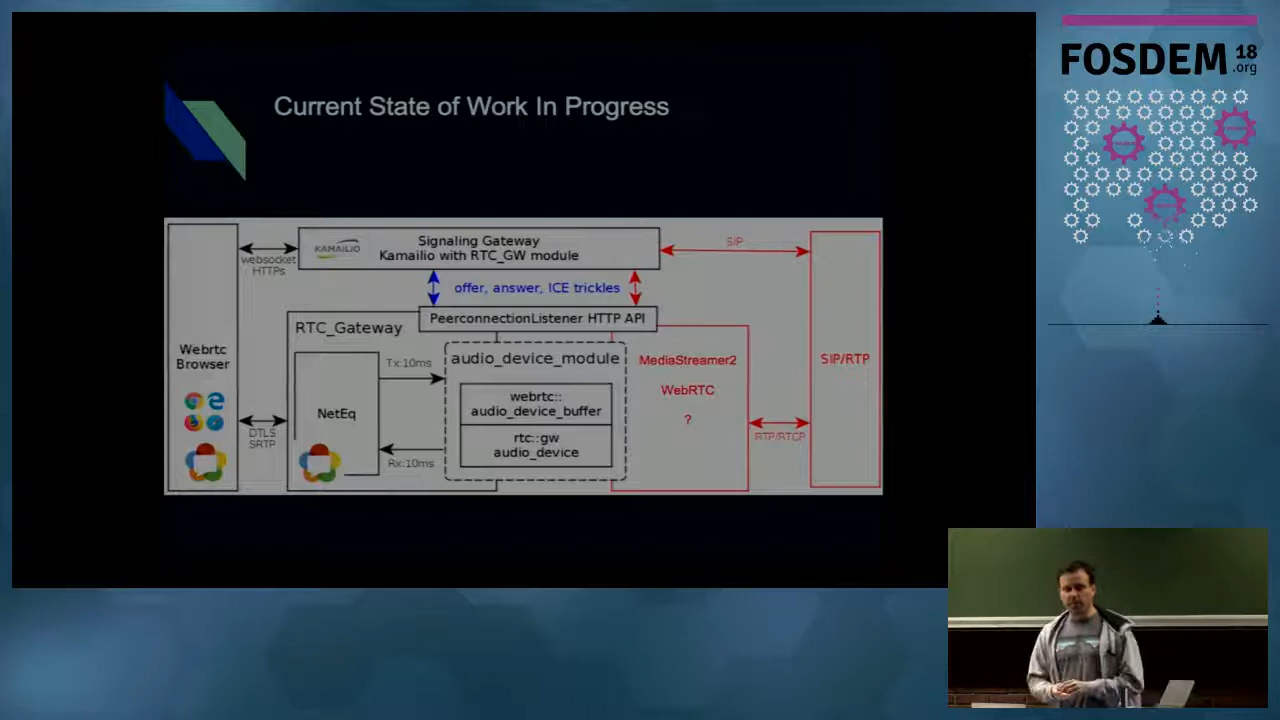 Current State of Work In Progress
FOSDEM 18
.org
KAMAILIO
Signaling Gateway
Kamailio with RTC_GW module
SIP
websocket
HTTPs
offer, answer, ICE trickles
PeerconnectionListener HTTP API
RTC_Gateway
Webrtc
Browser
Tx:10ms
audio_device_module
MediaStreamer2
WebRTC
?
SIP/RTP
NetEq
webrtc::
audio_device_buffer
rtc::gw
audio_device
DTLS
SRTP
Rx:10ms
RTP/RTCP